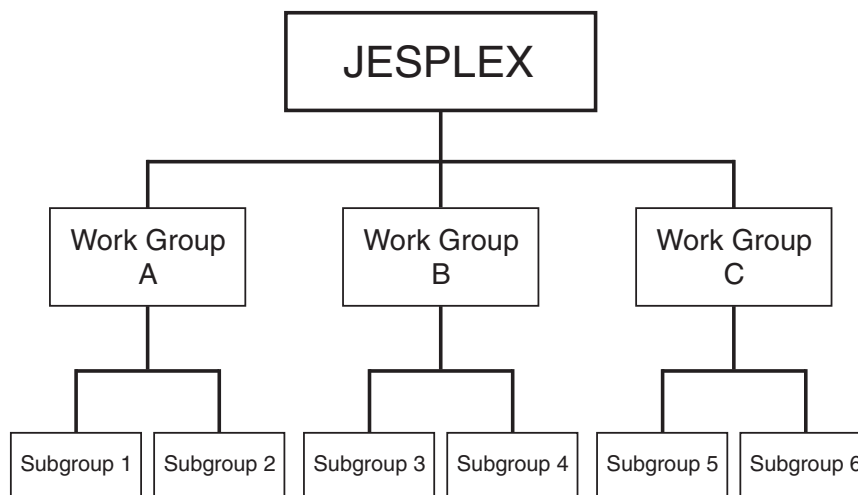 JESPLEX
Work Group
A
Work Group
B
Work Group
C
Subgroup 1
Subgroup 2
Subgroup 3
Subgroup 4
Subgroup 5
Subgroup 6